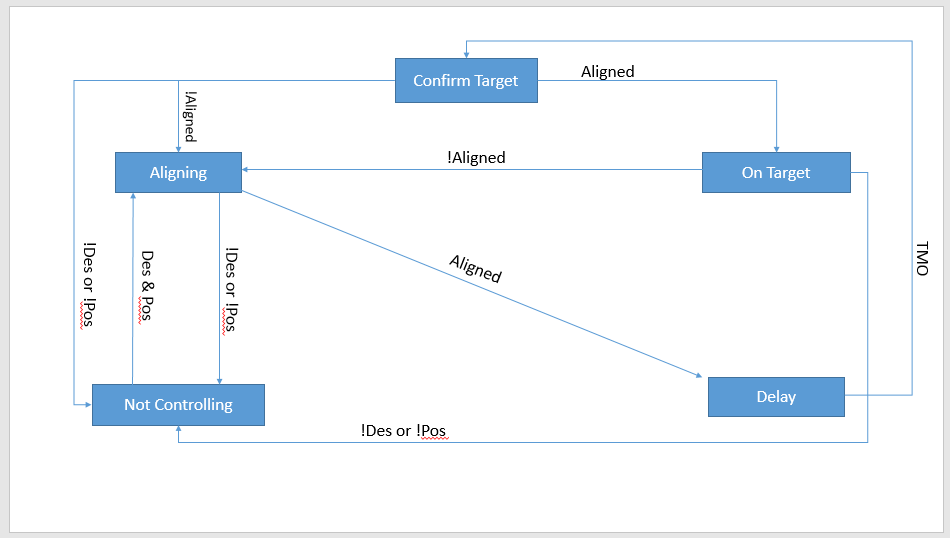 Confirm Target
Aligned
!Aligned
Aligning
!Aligned
On Target
!Des or !Pos
Des & Pos
!Des or !Pos
Aligned
TMO
Not Controlling
Delay
!Des or !Pos